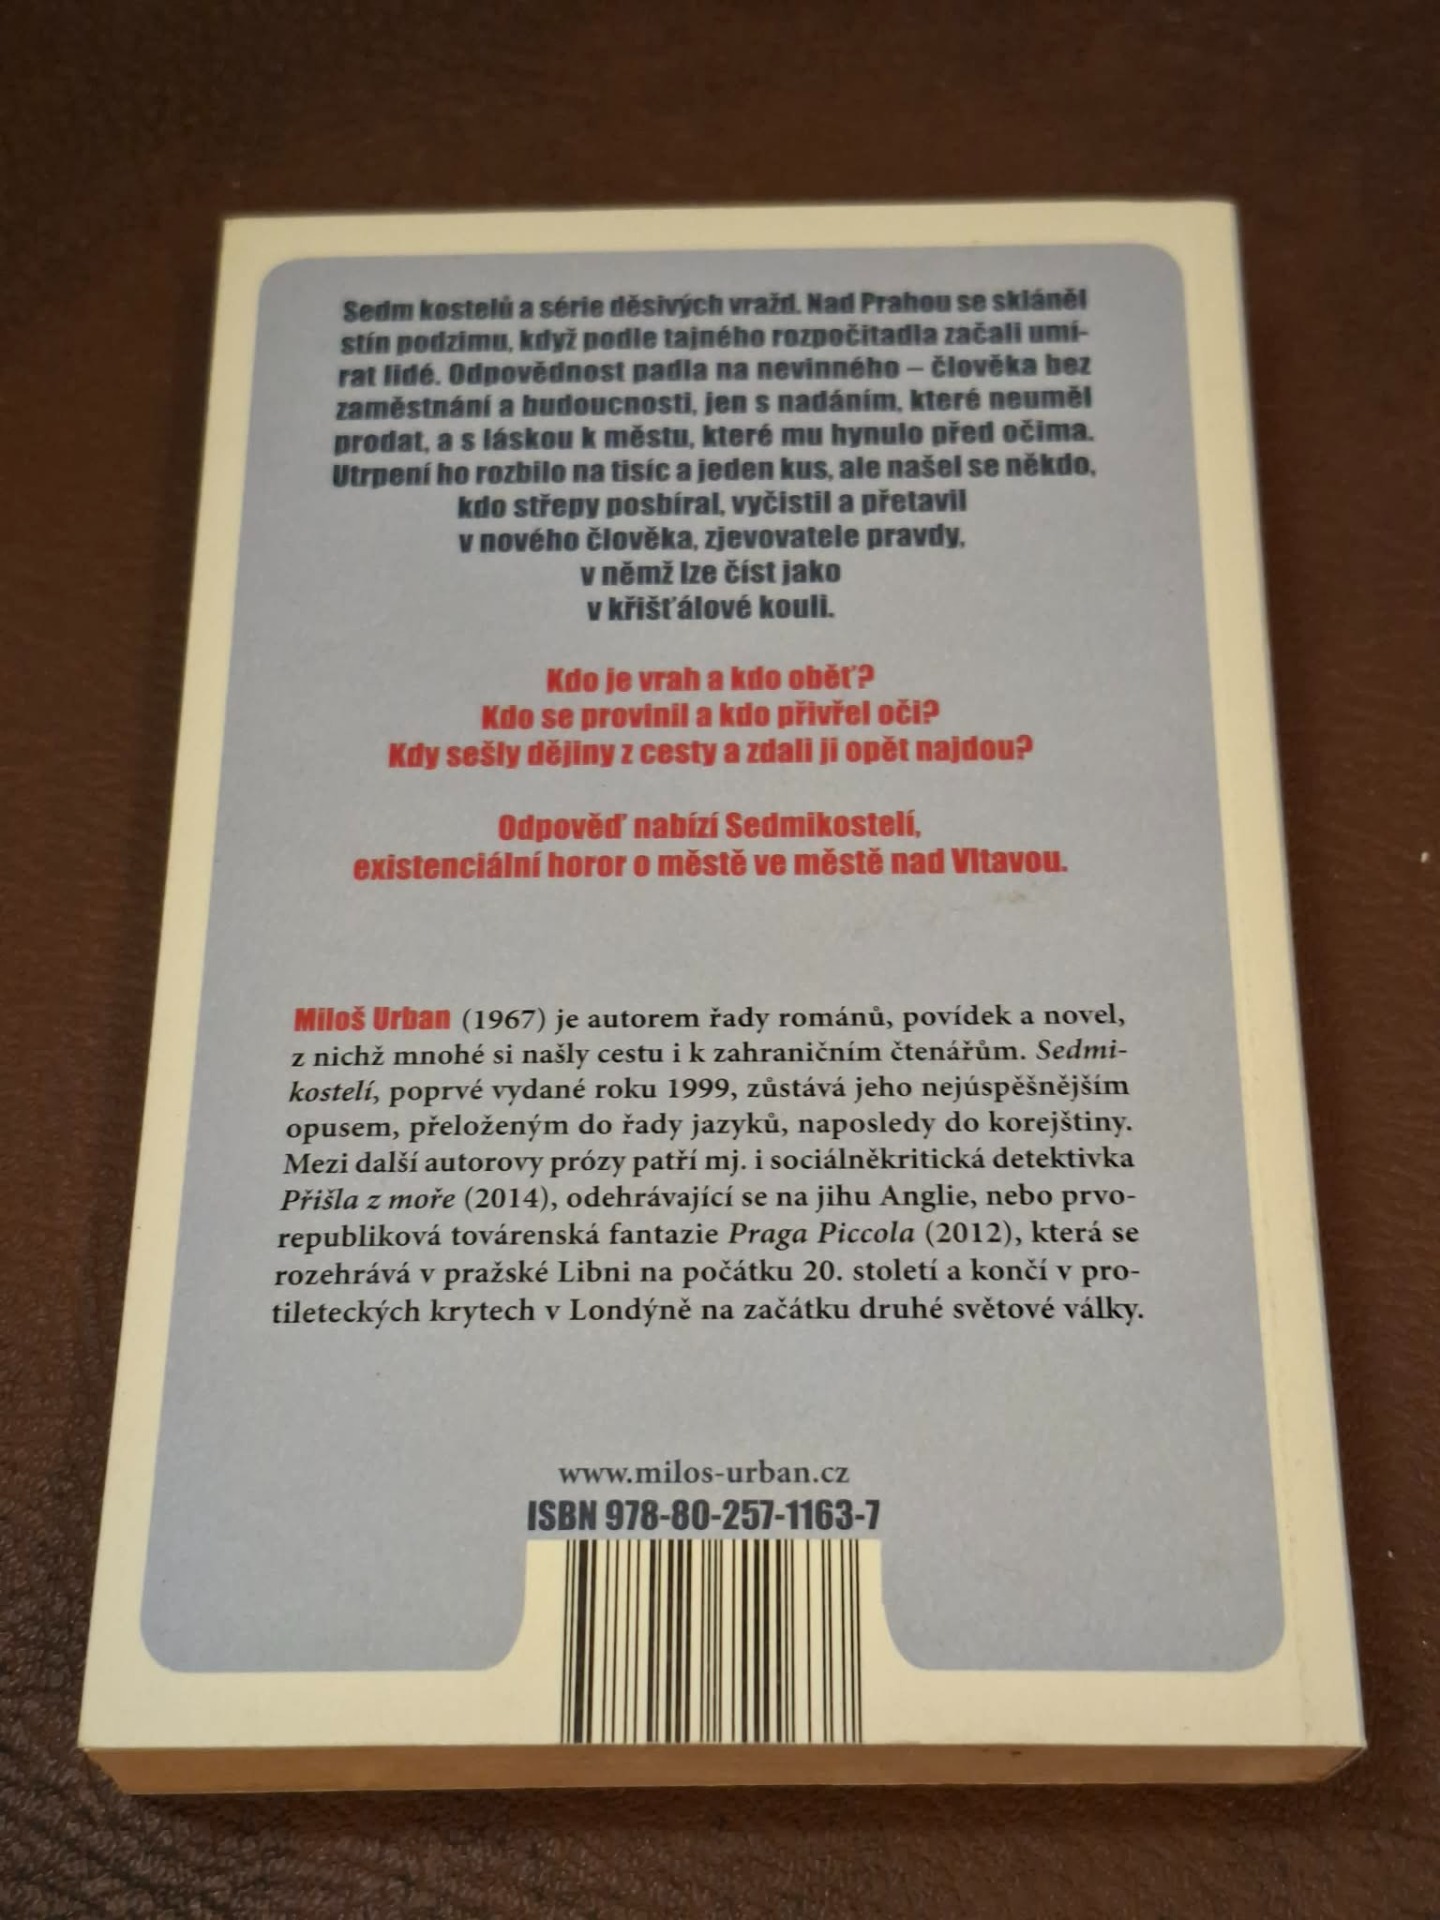 Sedm kostelů a série děsivých vražd. Nad Prahou se skláněl
stín podzimu, když podle tajného rozpočitadla začali umí-
rat lidé. Odpovědnost padla na nevinného – člověka bez
zaměstnání a budoucnosti, jen s nadáním, které neuměl
prodat, a s láskou k městu, které mu hynulo před očima.
Utrpení ho rozbilo na tisíc a jeden kus, ale našel se někdo,
kdo střepy posbíral, vyčistil a přetavil
v nového člověka, zjevovatele pravdy,
v němž lze číst jako
v křišťálové kouli.
Kdo je vrah a kdo oběť?
Kdo se provinil a kdo přivřel oči?
Kdy sešly dějiny z cesty a zdali ji opět najdou?
Odpověď nabízí Sedmikostelí,
existenciální horor o městě ve městě nad Vltavou.
Miloš Urban (1967) je autorem řady románů, povídek a novel,
z nichž mnohé si našly cestu i k zahraničním čtenářům. Sedmi-
kostelí, poprvé vydané roku 1999, zůstává jeho nejúspěšnějším
opusem, přeloženým do řady jazyků, naposledy do korejštiny.
Mezi další autorovy prózy patří mj. i sociálněkritická detektivka
Přišla z moře (2014), odehrávající se na jihu Anglie, nebo prvo-
republiková továrenská fantazie Praga Piccola (2012), která se
rozehrává v pražské Libni na počátku 20. století a končí v pro-
tileteckých krytech v Londýně na začátku druhé světové války.
www.milos-urban.cz
ISBN 978-80-257-1163-7